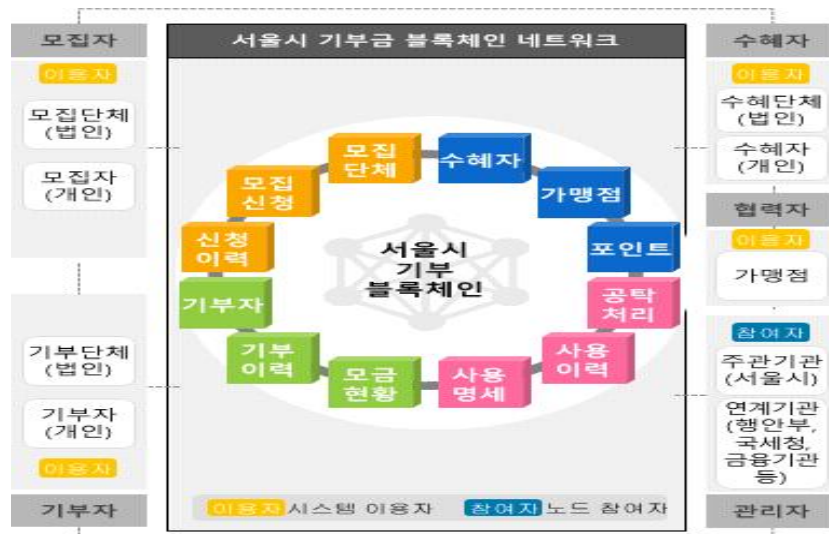 모집자
이용자
모집단체
(법인)
모집자
(개인)
기부단체
(법인)
기부자
(개인)
이용자
기부자
서울시 기부금 블록체인 네트워크
모집
단체
수혜자
모집
신청
가맹점
신청
이력
포인트
서울시
기부
블록체인
기부자
공탁
처리
기부
이력
사용
이력
모금
현황
사용
명세
이용자 시스템 이용자
참여자 노드 참여자
수혜자
이용자
수혜단체
(법인)
수혜자
(개인)
협력자
이용자
가맹점
참여자
주관기관
(서울시)
연계기관
(행안부,
국세청,
금융기관
등)
관리자